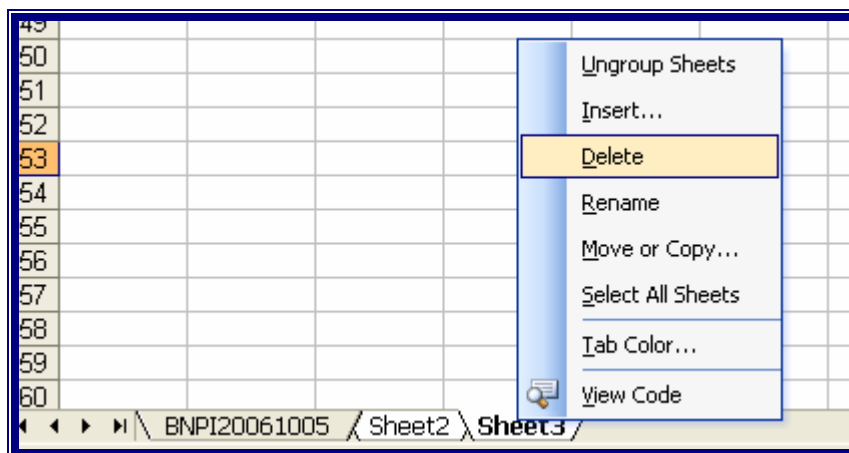 49
50
51
52
53
54
55
56
57
58
59
60
Ungroup Sheets
Insert...
Delete
Rename
Move or Copy...
Select All Sheets
Tab Color...
View Code
BNPI20061005 Sheet2 Sheet3